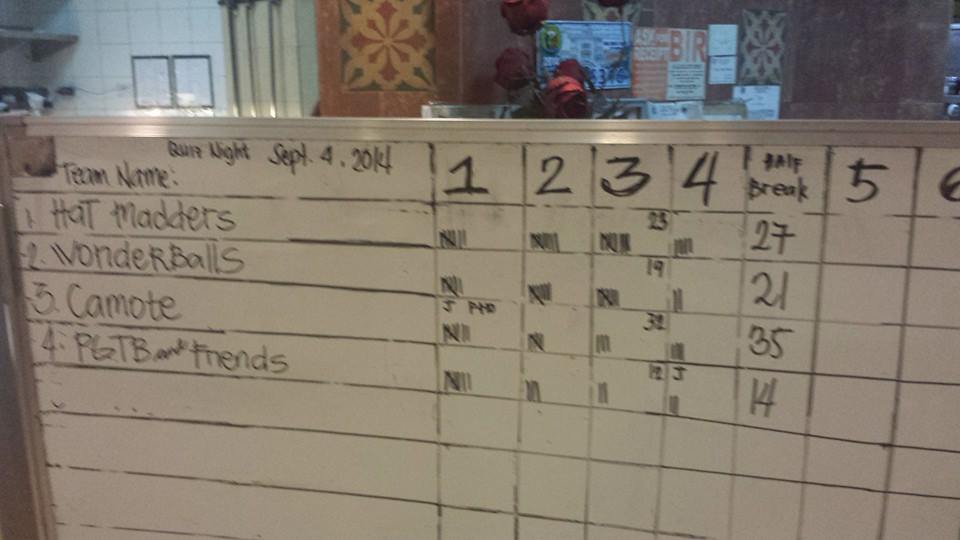 Quiz Night Sept. 4, 2014
Team Name: 1 2 3 4 HALF Break 5 6
1. HaT Madders 23 27
2. WonderBalls 19 21
3. Camote J 32 35
4. PGTB and Friends 12 J 14
BIR